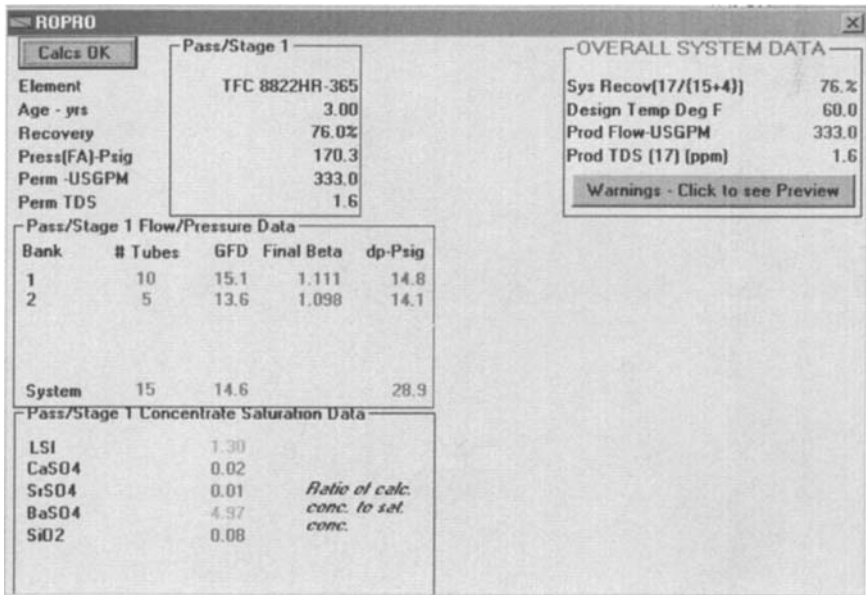 ROPRO
Calcs OK
Pass/Stage 1
Element TFC 8822HR-365
Age - yrs 3.00
Recovery 76.0%
Press(FA)-Psig 170.3
Perm -USGPM 333.0
Perm TDS 1.6
OVERALL SYSTEM DATA
Sys Recov(17/(15+4)) 76.%
Design Temp Deg F 60.0
Prod Flow-USGPM 333.0
Prod TDS (17) (ppm) 1.6
Warnings - Click to see Preview
Pass/Stage 1 Flow/Pressure Data
Bank # Tubes GFD Final Beta dp-Psig
1 10 15.1 1.111 14.8
2 5 13.6 1.098 14.1
System 15 14.6 28.9
Pass/Stage 1 Concentrate Saturation Data
LSI 1.30
CaSO4 0.02
SrSO4 0.01
BaSO4 4.97
SiO2 0.08
Ratio of calc.
conc. to sat.
conc.